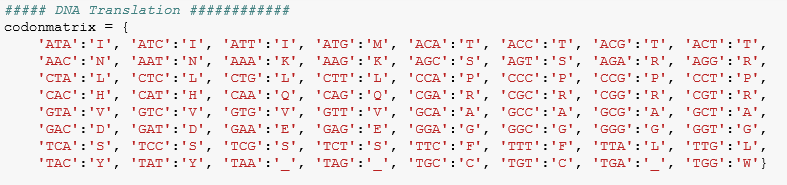 ##### DNA Translation ############
codonmatrix = {
    'ATA':'I', 'ATC':'I', 'ATT':'I', 'ATG':'M', 'ACA':'T', 'ACC':'T', 'ACG':'T', 'ACT':'T',
    'AAC':'N', 'AAT':'N', 'AAA':'K', 'AAG':'K', 'AGC':'S', 'AGT':'S', 'AGA':'R', 'AGG':'R',
    'CTA':'L', 'CTC':'L', 'CTG':'L', 'CTT':'L', 'CCA':'P', 'CCC':'P', 'CCG':'P', 'CCT':'P',
    'CAC':'H', 'CAT':'H', 'CAA':'Q', 'CAG':'Q', 'CGA':'R', 'CGC':'R', 'CGG':'R', 'CGT':'R',
    'GTA':'V', 'GTC':'V', 'GTG':'V', 'GTT':'V', 'GCA':'A', 'GCC':'A', 'GCG':'A', 'GCT':'A',
    'GAC':'D', 'GAT':'D', 'GAA':'E', 'GAG':'E', 'GGA':'G', 'GGC':'G', 'GGG':'G', 'GGT':'G',
    'TCA':'S', 'TCC':'S', 'TCG':'S', 'TCT':'S', 'TTC':'F', 'TTT':'F', 'TTA':'L', 'TTG':'L',
    'TAC':'Y', 'TAT':'Y', 'TAA':'_', 'TAG':'_', 'TGC':'C', 'TGT':'C', 'TGA':'_', 'TGG':'W'}